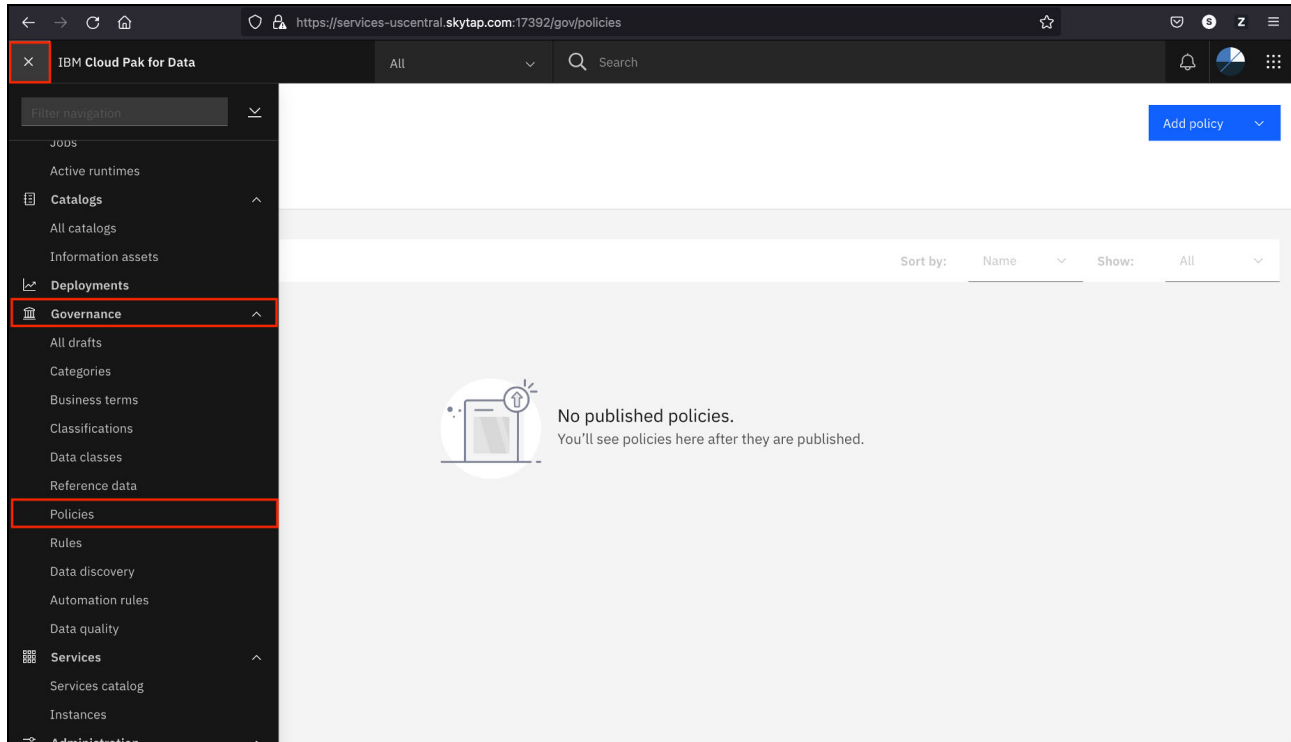 https://services-uscentral.skytap.com:17392/gov/policies
S
Z
IBM Cloud Pak for Data
All
Search
Filter navigation
Add policy
Jobs
Active runtimes
Catalogs
All catalogs
Information assets
Sort by: Name Show: All
Deployments
Governance
All drafts
Categories
Business terms
Classifications
Data classes
Reference data
Policies
Rules
Data discovery
Automation rules
Data quality
Services
Services catalog
Instances
Administration
No published policies.
You'll see policies here after they are published.